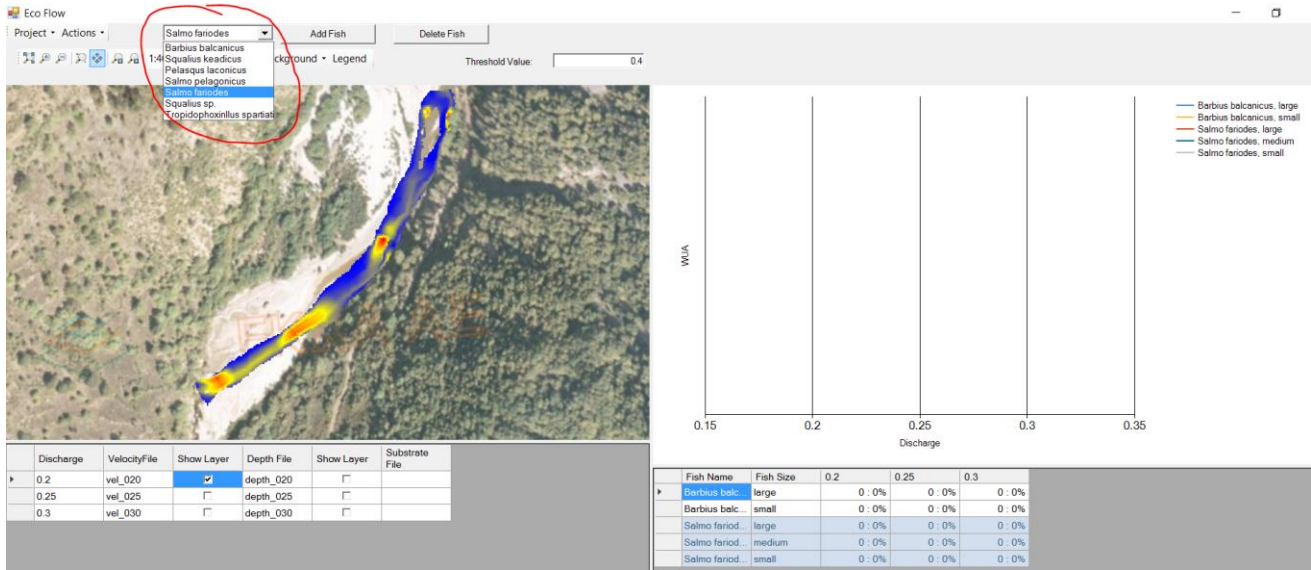 Eco Flow
Project Actions Salmo fariodes Add Fish Delete Fish
Barbius balcanicus
Squalius keadicus
Pelasqus laconicus
Salmo pelagonicus
Salmo fariodes
Squalius sp.
Tropidophoxinllus spartiati
Legend Threshold Value: 0.4
WUA
0.15 0.2 0.25 0.3 0.35
Discharge
Barbius balcanicus, large
Barbius balcanicus, small
Salmo fariodes, large
Salmo fariodes, medium
Salmo fariodes, small
Discharge VelocityFile Show Layer Depth File Show Layer Substrate File
0.2 vel_020 depth_020
0.25 vel_025 depth_025
0.3 vel_030 depth_030
Fish Name Fish Size 0.2 0.25 0.3
Barbius balc... large 0 : 0% 0 : 0% 0 : 0%
Barbius balc... small 0 : 0% 0 : 0% 0 : 0%
Salmo fariod... large 0 : 0% 0 : 0% 0 : 0%
Salmo fariod... medium 0 : 0% 0 : 0% 0 : 0%
Salmo fariod... small 0 : 0% 0 : 0% 0 : 0%